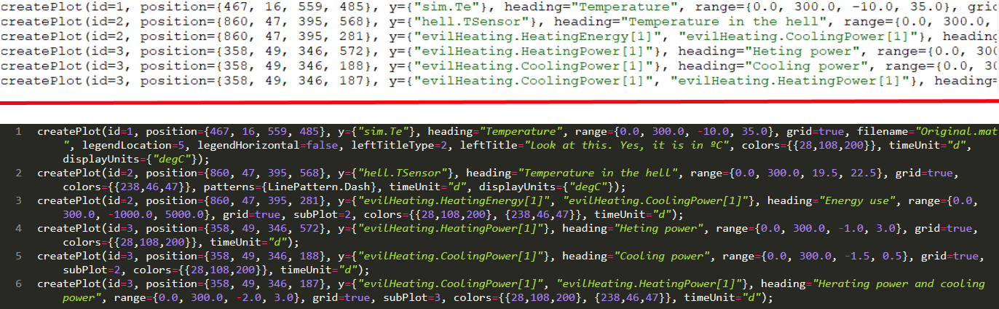 createPlot(id=1, position={467, 16, 559, 485}, y={"sim.Te"}, heading="Temperature", range={0.0, 300.0, -10.0, 35.0}, grid
createPlot(id=2, position={860, 47, 395, 568}, y={"hell.TSensor"}, heading="Temperature in the hell", range={0.0, 300.0,
createPlot(id=2, position={860, 47, 395, 281}, y={"evilHeating.HeatingEnergy[1]", "evilHeating.CoolingPower[1]"}, heading
createPlot(id=3, position={358, 49, 346, 572}, y={"evilHeating.HeatingPower[1]"}, heading="Heting power", range={0.0, 300
createPlot(id=3, position={358, 49, 346, 188}, y={"evilHeating.CoolingPower[1]"}, heading="Cooling power", range={0.0, 30
createPlot(id=3, position={358, 49, 346, 187}, y={"evilHeating.CoolingPower[1]", "evilHeating.HeatingPower[1]"}, heading=
1 createPlot(id=1, position={467, 16, 559, 485}, y={"sim.Te"}, heading="Temperature", range={0.0, 300.0, -10.0, 35.0}, grid=true, filename="Original.mat
", legendLocation=5, legendHorizontal=false, leftTitleType=2, leftTitle="Look at this. Yes, it is in ºC", colors={{28,108,200}}, timeUnit="d",
displayUnits={"degC"});
2 createPlot(id=2, position={860, 47, 395, 568}, y={"hell.TSensor"}, heading="Temperature in the hell", range={0.0, 300.0, 19.5, 22.5}, grid=true,
colors={{238,46,47}}, patterns={LinePattern.Dash}, timeUnit="d", displayUnits={"degC"});
3 createPlot(id=2, position={860, 47, 395, 281}, y={"evilHeating.HeatingEnergy[1]", "evilHeating.CoolingPower[1]"}, heading="Energy use", range={0.0,
300.0, -1000.0, 5000.0}, grid=true, subPlot=2, colors={{28,108,200}, {238,46,47}}, timeUnit="d");
4 createPlot(id=3, position={358, 49, 346, 572}, y={"evilHeating.HeatingPower[1]"}, heading="Heting power", range={0.0, 300.0, -1.0, 3.0}, grid=true,
colors={{28,108,200}}, timeUnit="d");
5 createPlot(id=3, position={358, 49, 346, 188}, y={"evilHeating.CoolingPower[1]"}, heading="Cooling power", range={0.0, 300.0, -1.5, 0.5}, grid=true,
subPlot=2, colors={{28,108,200}}, timeUnit="d");
6 createPlot(id=3, position={358, 49, 346, 187}, y={"evilHeating.CoolingPower[1]", "evilHeating.HeatingPower[1]"}, heading="Herating power and cooling
power", range={0.0, 300.0, -2.0, 3.0}, grid=true, subPlot=3, colors={{28,108,200}, {238,46,47}}, timeUnit="d");